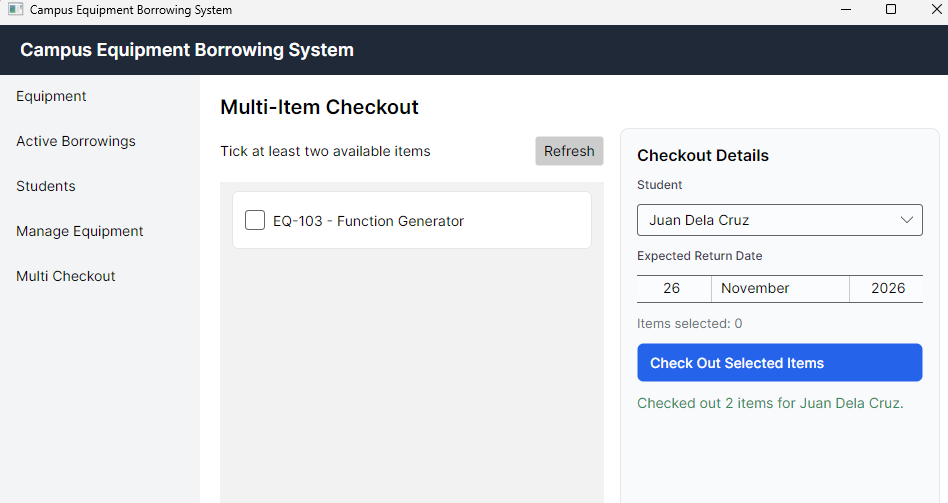 Campus Equipment Borrowing System
Campus Equipment Borrowing System
Equipment
Active Borrowings
Students
Manage Equipment
Multi Checkout
Multi-Item Checkout
Tick at least two available items
Refresh
EQ-103 - Function Generator
Checkout Details
Student
Juan Dela Cruz
Expected Return Date
26 November 2026
Items selected: 0
Check Out Selected Items
Checked out 2 items for Juan Dela Cruz.